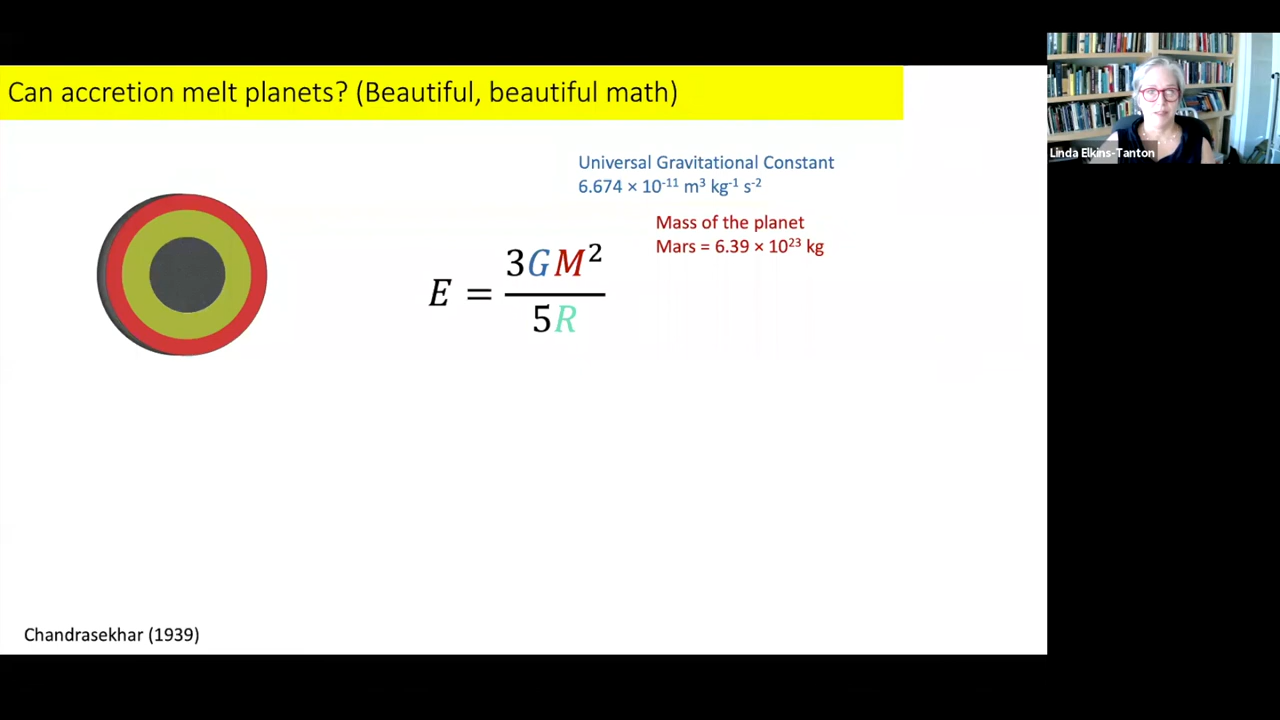 Can accretion melt planets? (Beautiful, beautiful math)
Linda Elkins-Tanton
Universal Gravitational Constant
6.674 × 10⁻¹¹ m³ kg⁻¹ s⁻²
Mass of the planet
Mars = 6.39 × 10²³ kg
E = 3GM² / 5R
Chandrasekhar (1939)